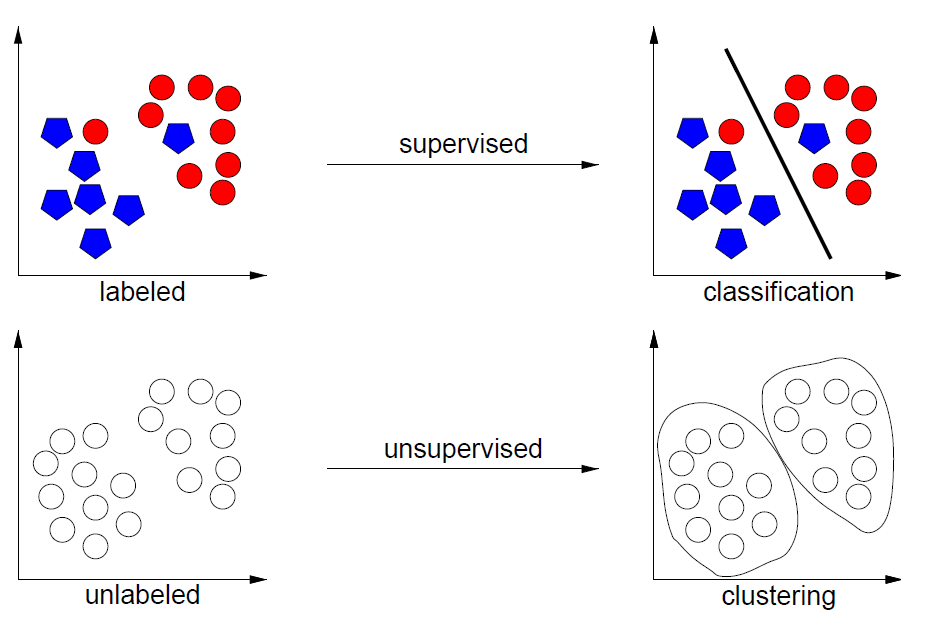 supervised
labeled
classification
unsupervised
unlabeled
clustering